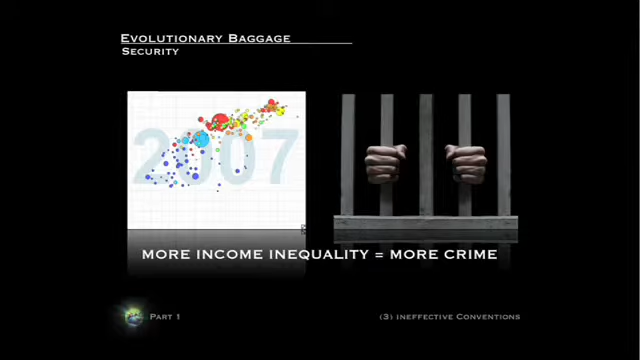 Evolutionary Baggage
Security
2007
MORE INCOME INEQUALITY = MORE CRIME
Part 1
(3) Ineffective Conventions